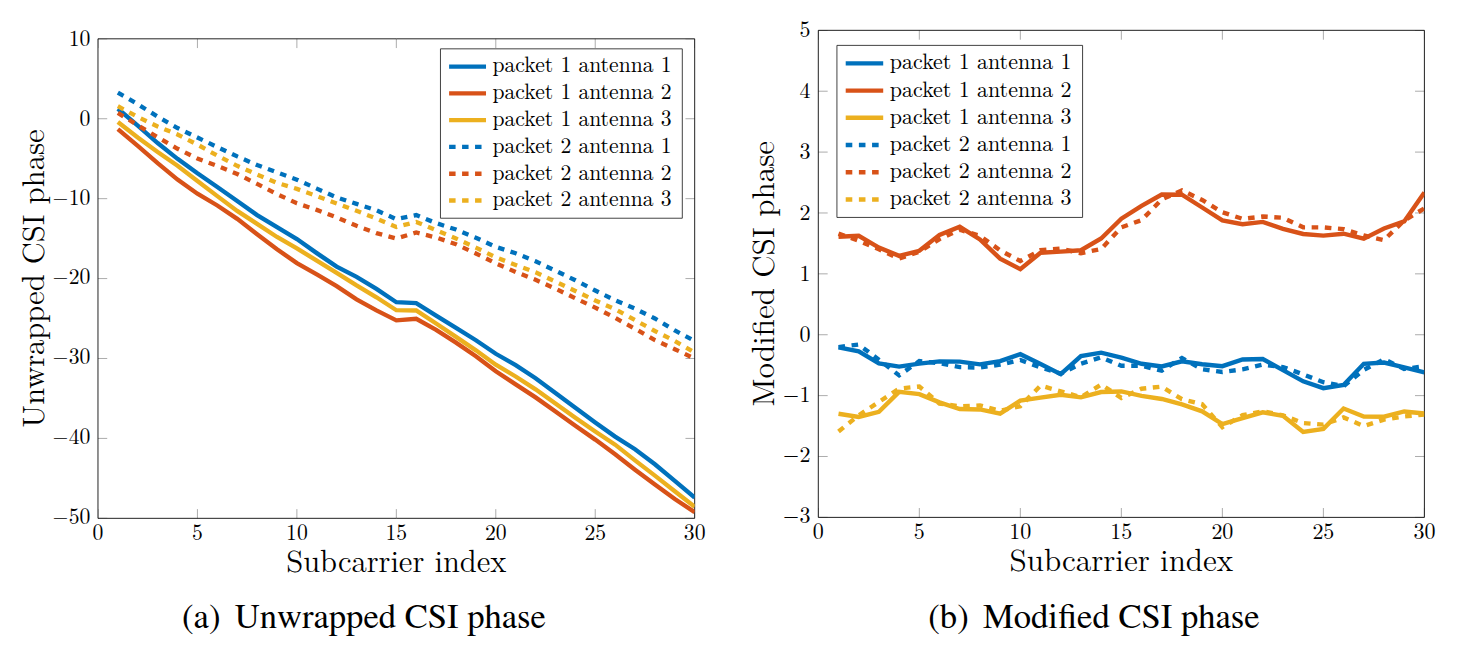 10
0
−10
−20
−30
−40
−50
0 5 10 15 20 25 30
Unwrapped CSI phase
Subcarrier index
packet 1 antenna 1
packet 1 antenna 2
packet 1 antenna 3
packet 2 antenna 1
packet 2 antenna 2
packet 2 antenna 3
(a) Unwrapped CSI phase
5
4
3
2
1
0
−1
−2
−3
0 5 10 15 20 25 30
Modified CSI phase
Subcarrier index
packet 1 antenna 1
packet 1 antenna 2
packet 1 antenna 3
packet 2 antenna 1
packet 2 antenna 2
packet 2 antenna 3
(b) Modified CSI phase